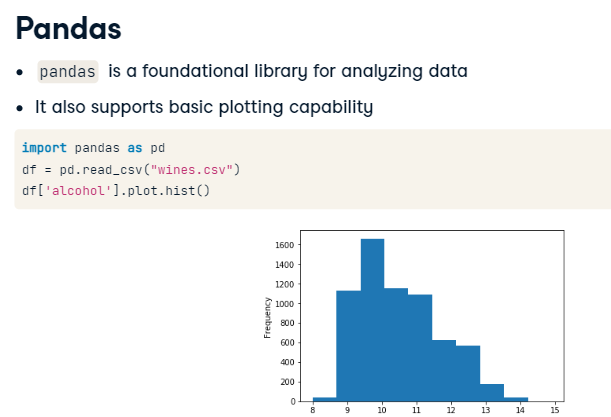 Pandas
• pandas is a foundational library for analyzing data
• It also supports basic plotting capability
import pandas as pd
df = pd.read_csv("wines.csv")
df['alcohol'].plot.hist()
Frequency
1600
1400
1200
1000
800
600
400
200
0
8 9 10 11 12 13 14 15